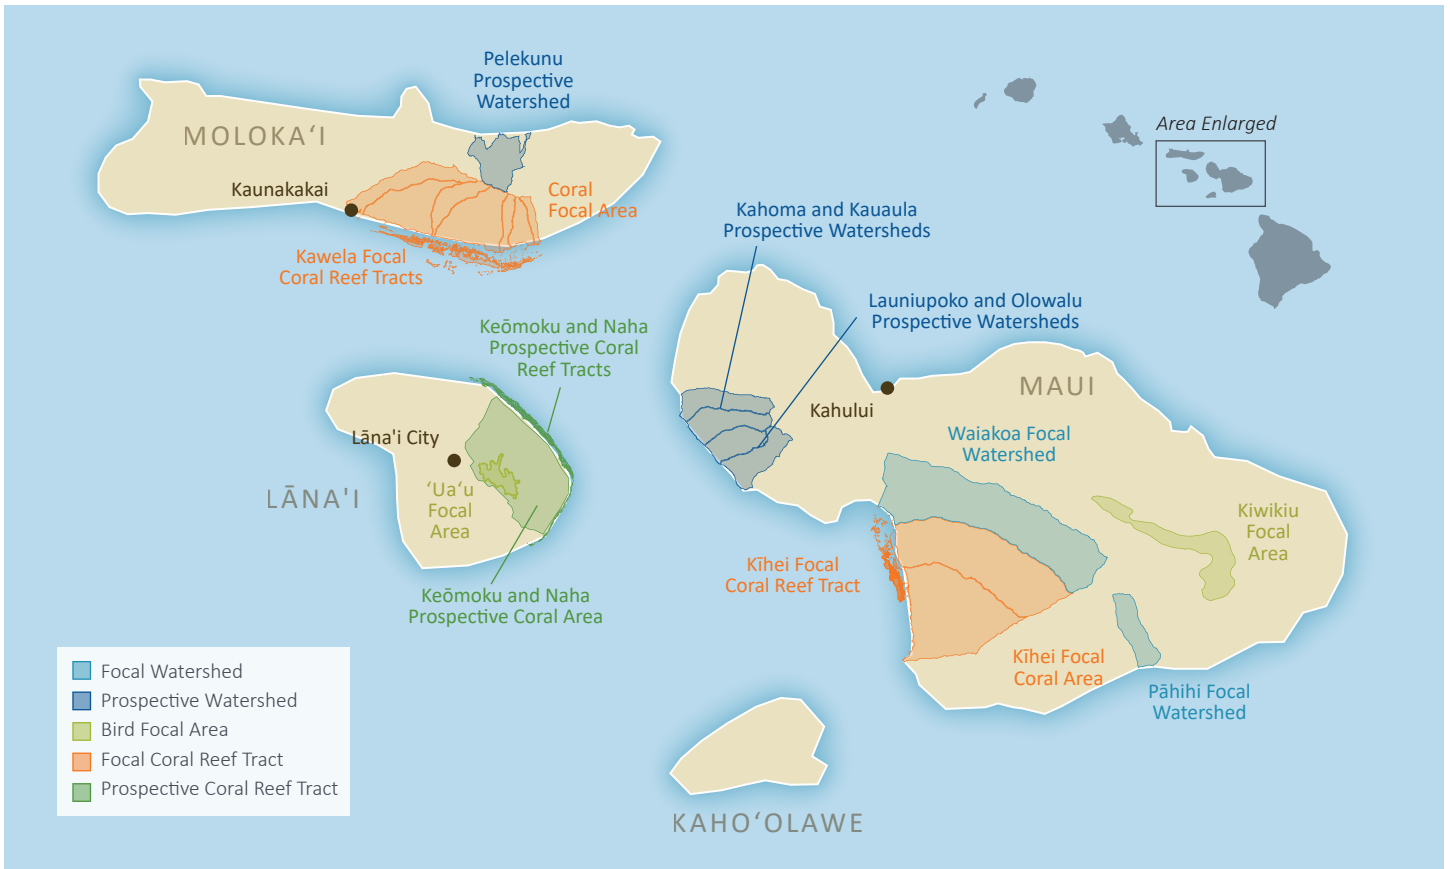 Pelekunu
Prospective
Watershed
MOLOKAʻI
Area Enlarged
Kaunakakai
Coral
Focal Area
Kawela Focal
Coral Reef Tracts
Kahoma and Kauaula
Prospective Watersheds
Launiupoko and Olowalu
Prospective Watersheds
Keōmoku and Naha
Prospective Coral
Reef Tracts
MAUI
Kahului
Lāna'i City
Waiakoa Focal
Watershed
LĀNA'I
ʻUaʻu
Focal
Area
Kiwikiu
Focal
Area
Kīhei Focal
Coral Reef Tract
Keōmoku and Naha
Prospective Coral Area
Kīhei Focal
Coral Area
Pāhihi Focal
Watershed
Focal Watershed
Prospective Watershed
Bird Focal Area
Focal Coral Reef Tract
Prospective Coral Reef Tract
KAHOʻOLAWE